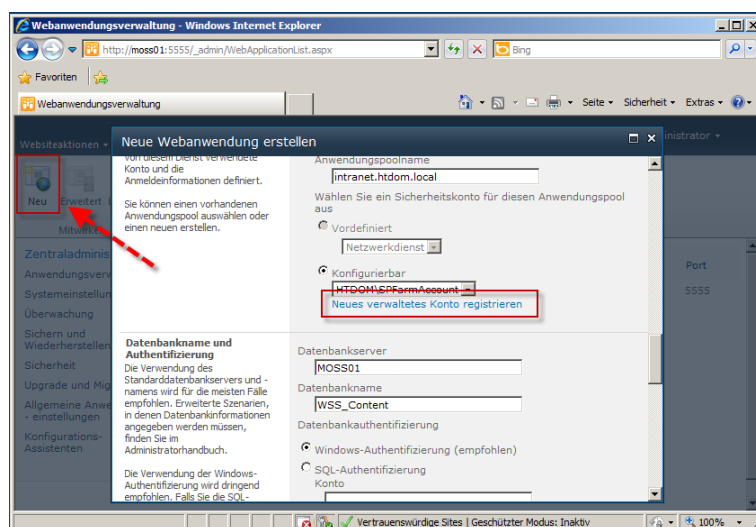 Webanwendungsverwaltung - Windows Internet Explorer
http://moss01:5555/_admin/WebApplicationList.aspx
Bing
Favoriten
Webanwendungsverwaltung
Seite
Sicherheit
Extras
Websiteaktionen
Neue Webanwendung erstellen
Neu
Erweitert
Zentraladminis
Anwendungsverw
Systemeinstellun
Überwachung
Sichern und
Wiederherstellen
Sicherheit
Upgrade und Mig
Allgemeine Anwe
- einstellungen
Konfigurations-
Assistenten
von diesem Dienst verwendete
Konto und die
Anmeldeinformationen definiert.
Sie können einen vorhandenen
Anwendungspool auswählen oder
einen neuen erstellen.
Anwendungspoolname
intranet.htdom.local
Wählen Sie ein Sicherheitskonto für diesen Anwendungspool
aus
Vordefiniert
Netzwerkdienst
Konfigurierbar
HTDOM\SPFarmAccount
Neues verwaltetes Konto registrieren
Datenbankname und
Authentifizierung
Die Verwendung des
Standarddatenbankservers und -
namens wird für die meisten Fälle
empfohlen. Erweiterte Szenarien,
in denen Datenbankinformationen
angegeben werden müssen,
finden Sie im
Administratorhandbuch.
Die Verwendung der Windows-
Authentifizierung wird dringend
empfohlen. Falls Sie die SQL-
Datenbankserver
MOSS01
Datenbankname
WSS_Content
Datenbankauthentifizierung
Windows-Authentifizierung (empfohlen)
SQL-Authentifizierung
Konto
inistrator
Port
5555
Vertrauenswürdige Sites | Geschützter Modus: Inaktiv
100%